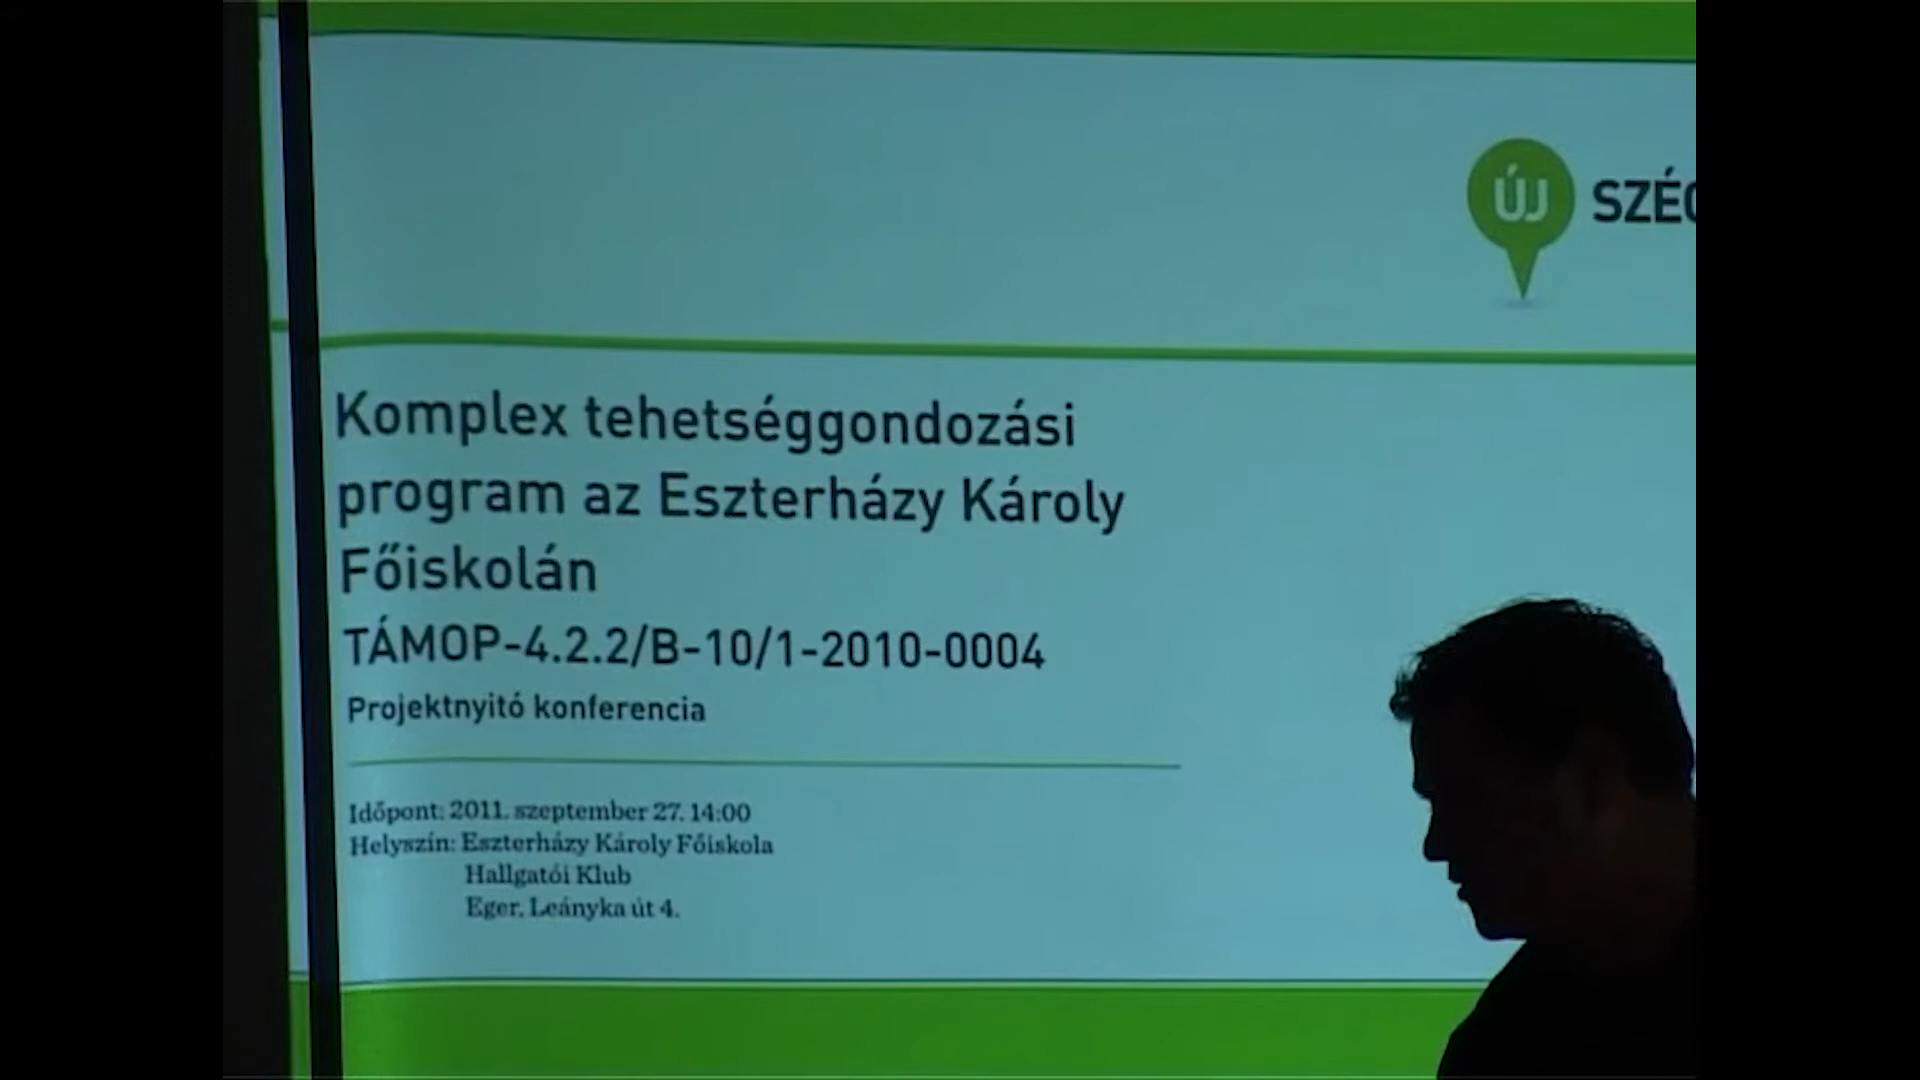 ÚJ SZÉ
Komplex tehetséggondozási
program az Eszterházy Károly
Főiskolán
TÁMOP-4.2.2/B-10/1-2010-0004
Projektnyitó konferencia
Időpont: 2011. szeptember 27. 14:00
Helyszín: Eszterházy Károly Főiskola
Hallgatói Klub
Eger, Leányka út 4.